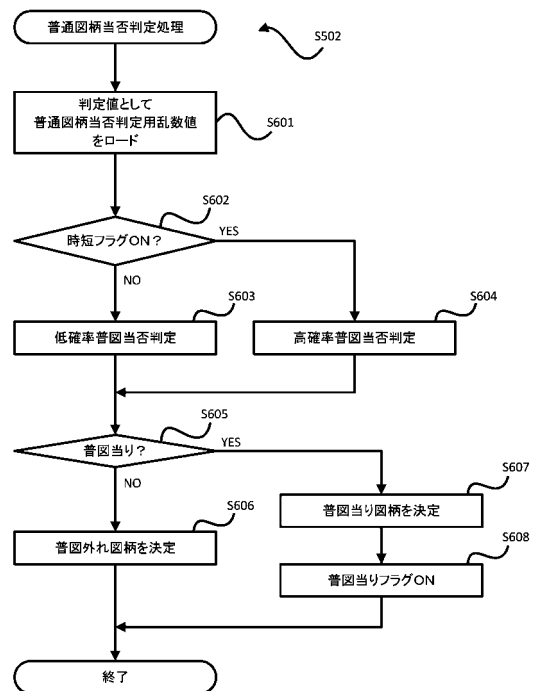 普通図柄当否判定処理
S502
判定値として
普通図柄当否判定用乱数値
をロード
S601
S602
時短フラグON?
YES
NO
S603
S604
低確率普図当否判定
高確率普図当否判定
S605
普図当り?
YES
NO
S607
S606
普図当り図柄を決定
普図外れ図柄を決定
S608
普図当りフラグON
終了